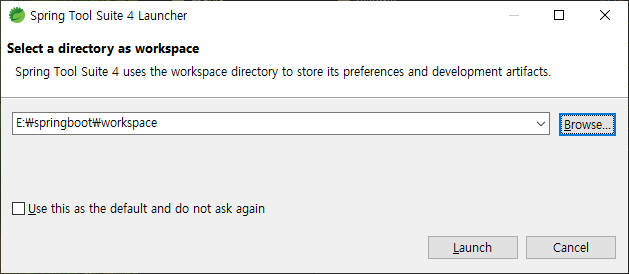 Spring Tool Suite 4 Launcher
Select a directory as workspace
Spring Tool Suite 4 uses the workspace directory to store its preferences and development artifacts.
E:₩springboot₩workspace
Browse...
Use this as the default and do not ask again
Launch
Cancel